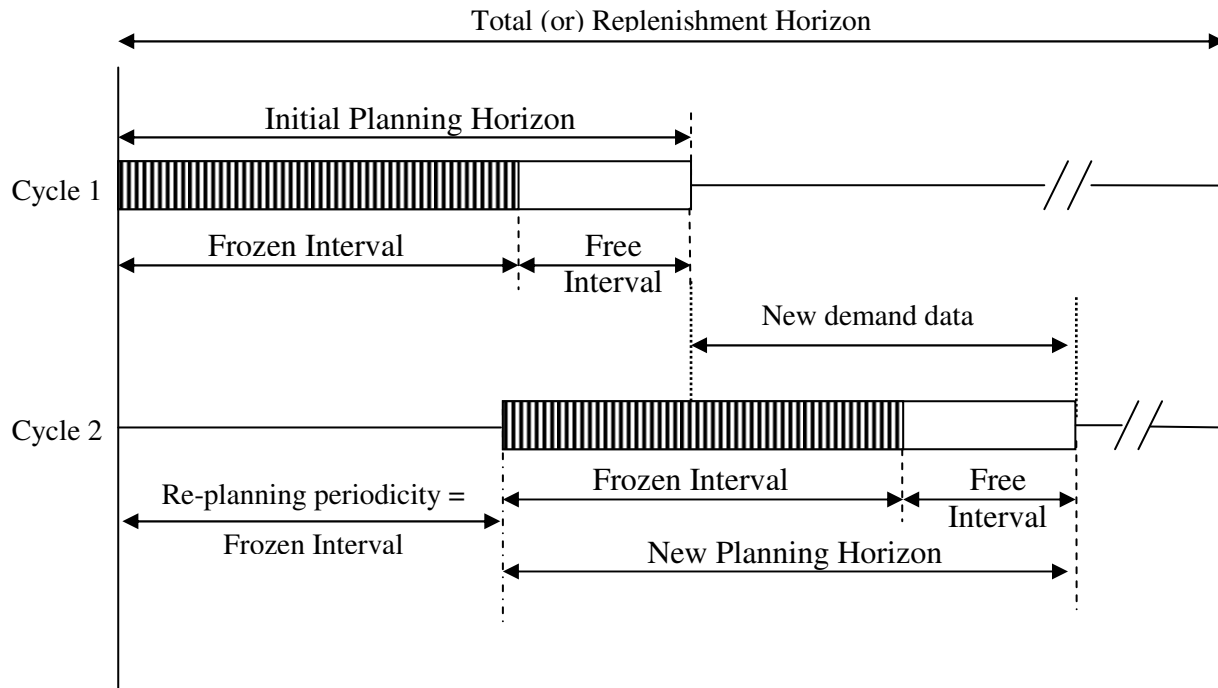 Total (or) Replenishment Horizon
Initial Planning Horizon
Cycle 1
Frozen Interval
Free
Interval
New demand data
Cycle 2
Re-planning periodicity =
Frozen Interval
Frozen Interval
Free
Interval
New Planning Horizon